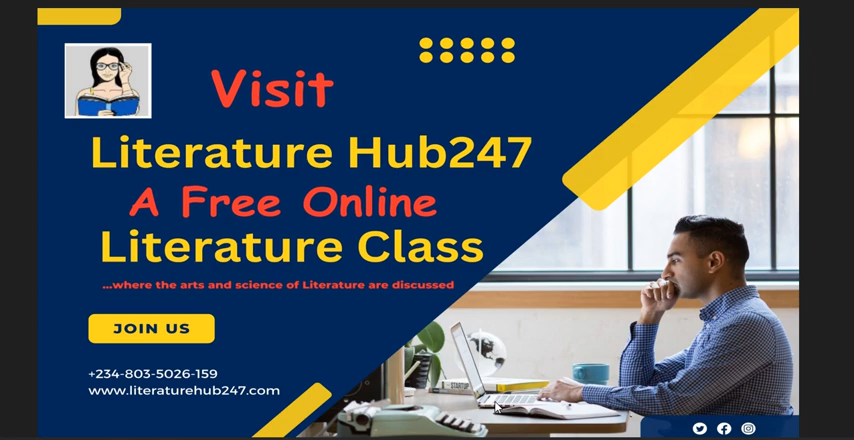 Visit
Literature Hub247
A Free Online
Literature Class
...where the arts and science of Literature are discussed
JOIN US
+234-803-5026-159
www.literaturehub247.com
STARTUP